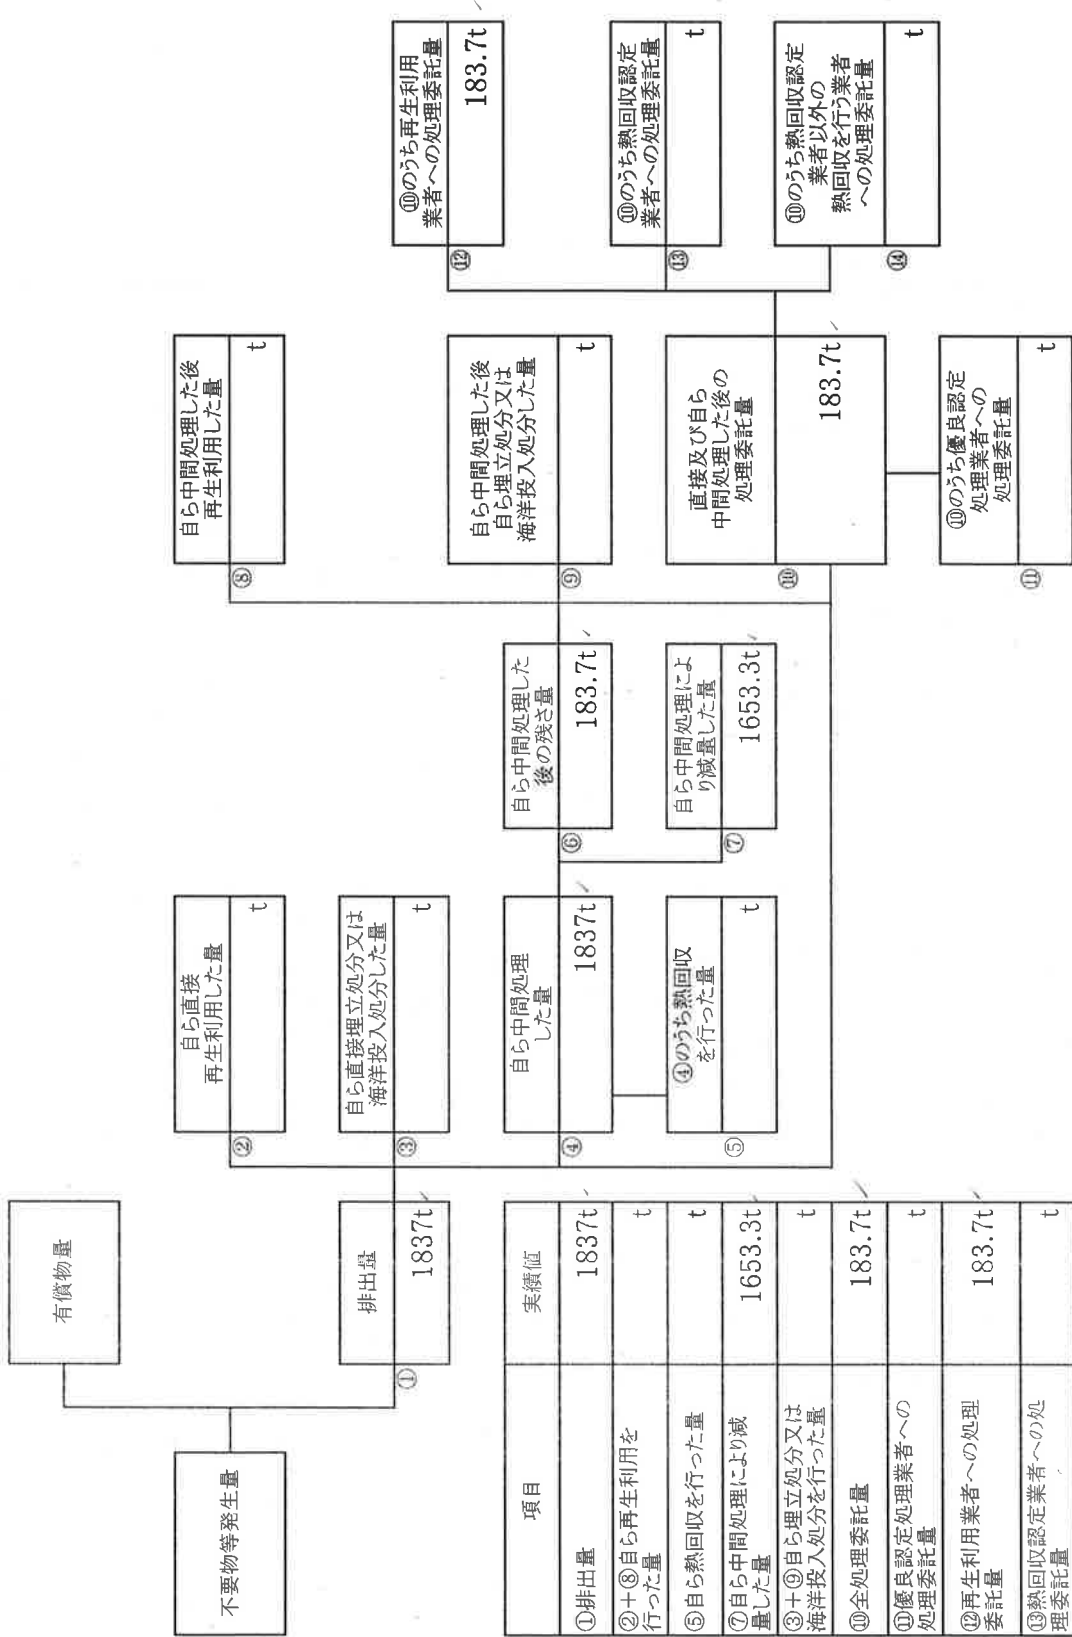 有償物量
不要物等発生量
排出量
①
1837t
自ら直接
再生利用した量
②
t
自ら直接埋立処分又は
海洋投入処分した量
③
t
自ら中間処理
した量
④
1837t
④のうち熱回収
を行った量
⑤
t
自ら中間処理した
後の残さ量
⑥
183.7t
自ら中間処理によ
り減量した量
⑦
1653.3t
自ら中間処理した後
再生利用した量
⑧
t
自ら中間処理した後
自ら埋立処分又は
海洋投入処分した量
⑨
t
直接及び自ら
中間処理した後の
処理委託量
⑩
183.7t
⑩のうち優良認定
処理業者への
処理委託量
⑪
t
⑩のうち再生利用
業者への処理委託量
⑫
183.7t
⑩のうち熱回収認定
業者への処理委託量
⑬
t
⑩のうち熱回収認定
業者以外の
熱回収を行う業者
への処理委託量
⑭
t
項目 実績値
①排出量 1837t
②+⑧自ら再生利用を
行った量 t
⑤自ら熱回収を行った量 t
⑦自ら中間処理により減
量した量 1653.3t
③+⑨自ら埋立処分又は
海洋投入処分を行った量 t
⑩全処理委託量 183.7t
⑪優良認定処理業者への
処理委託量 t
⑫再生利用業者への処理
委託量 183.7t
⑬熱回収認定業者への処
理委託量 t